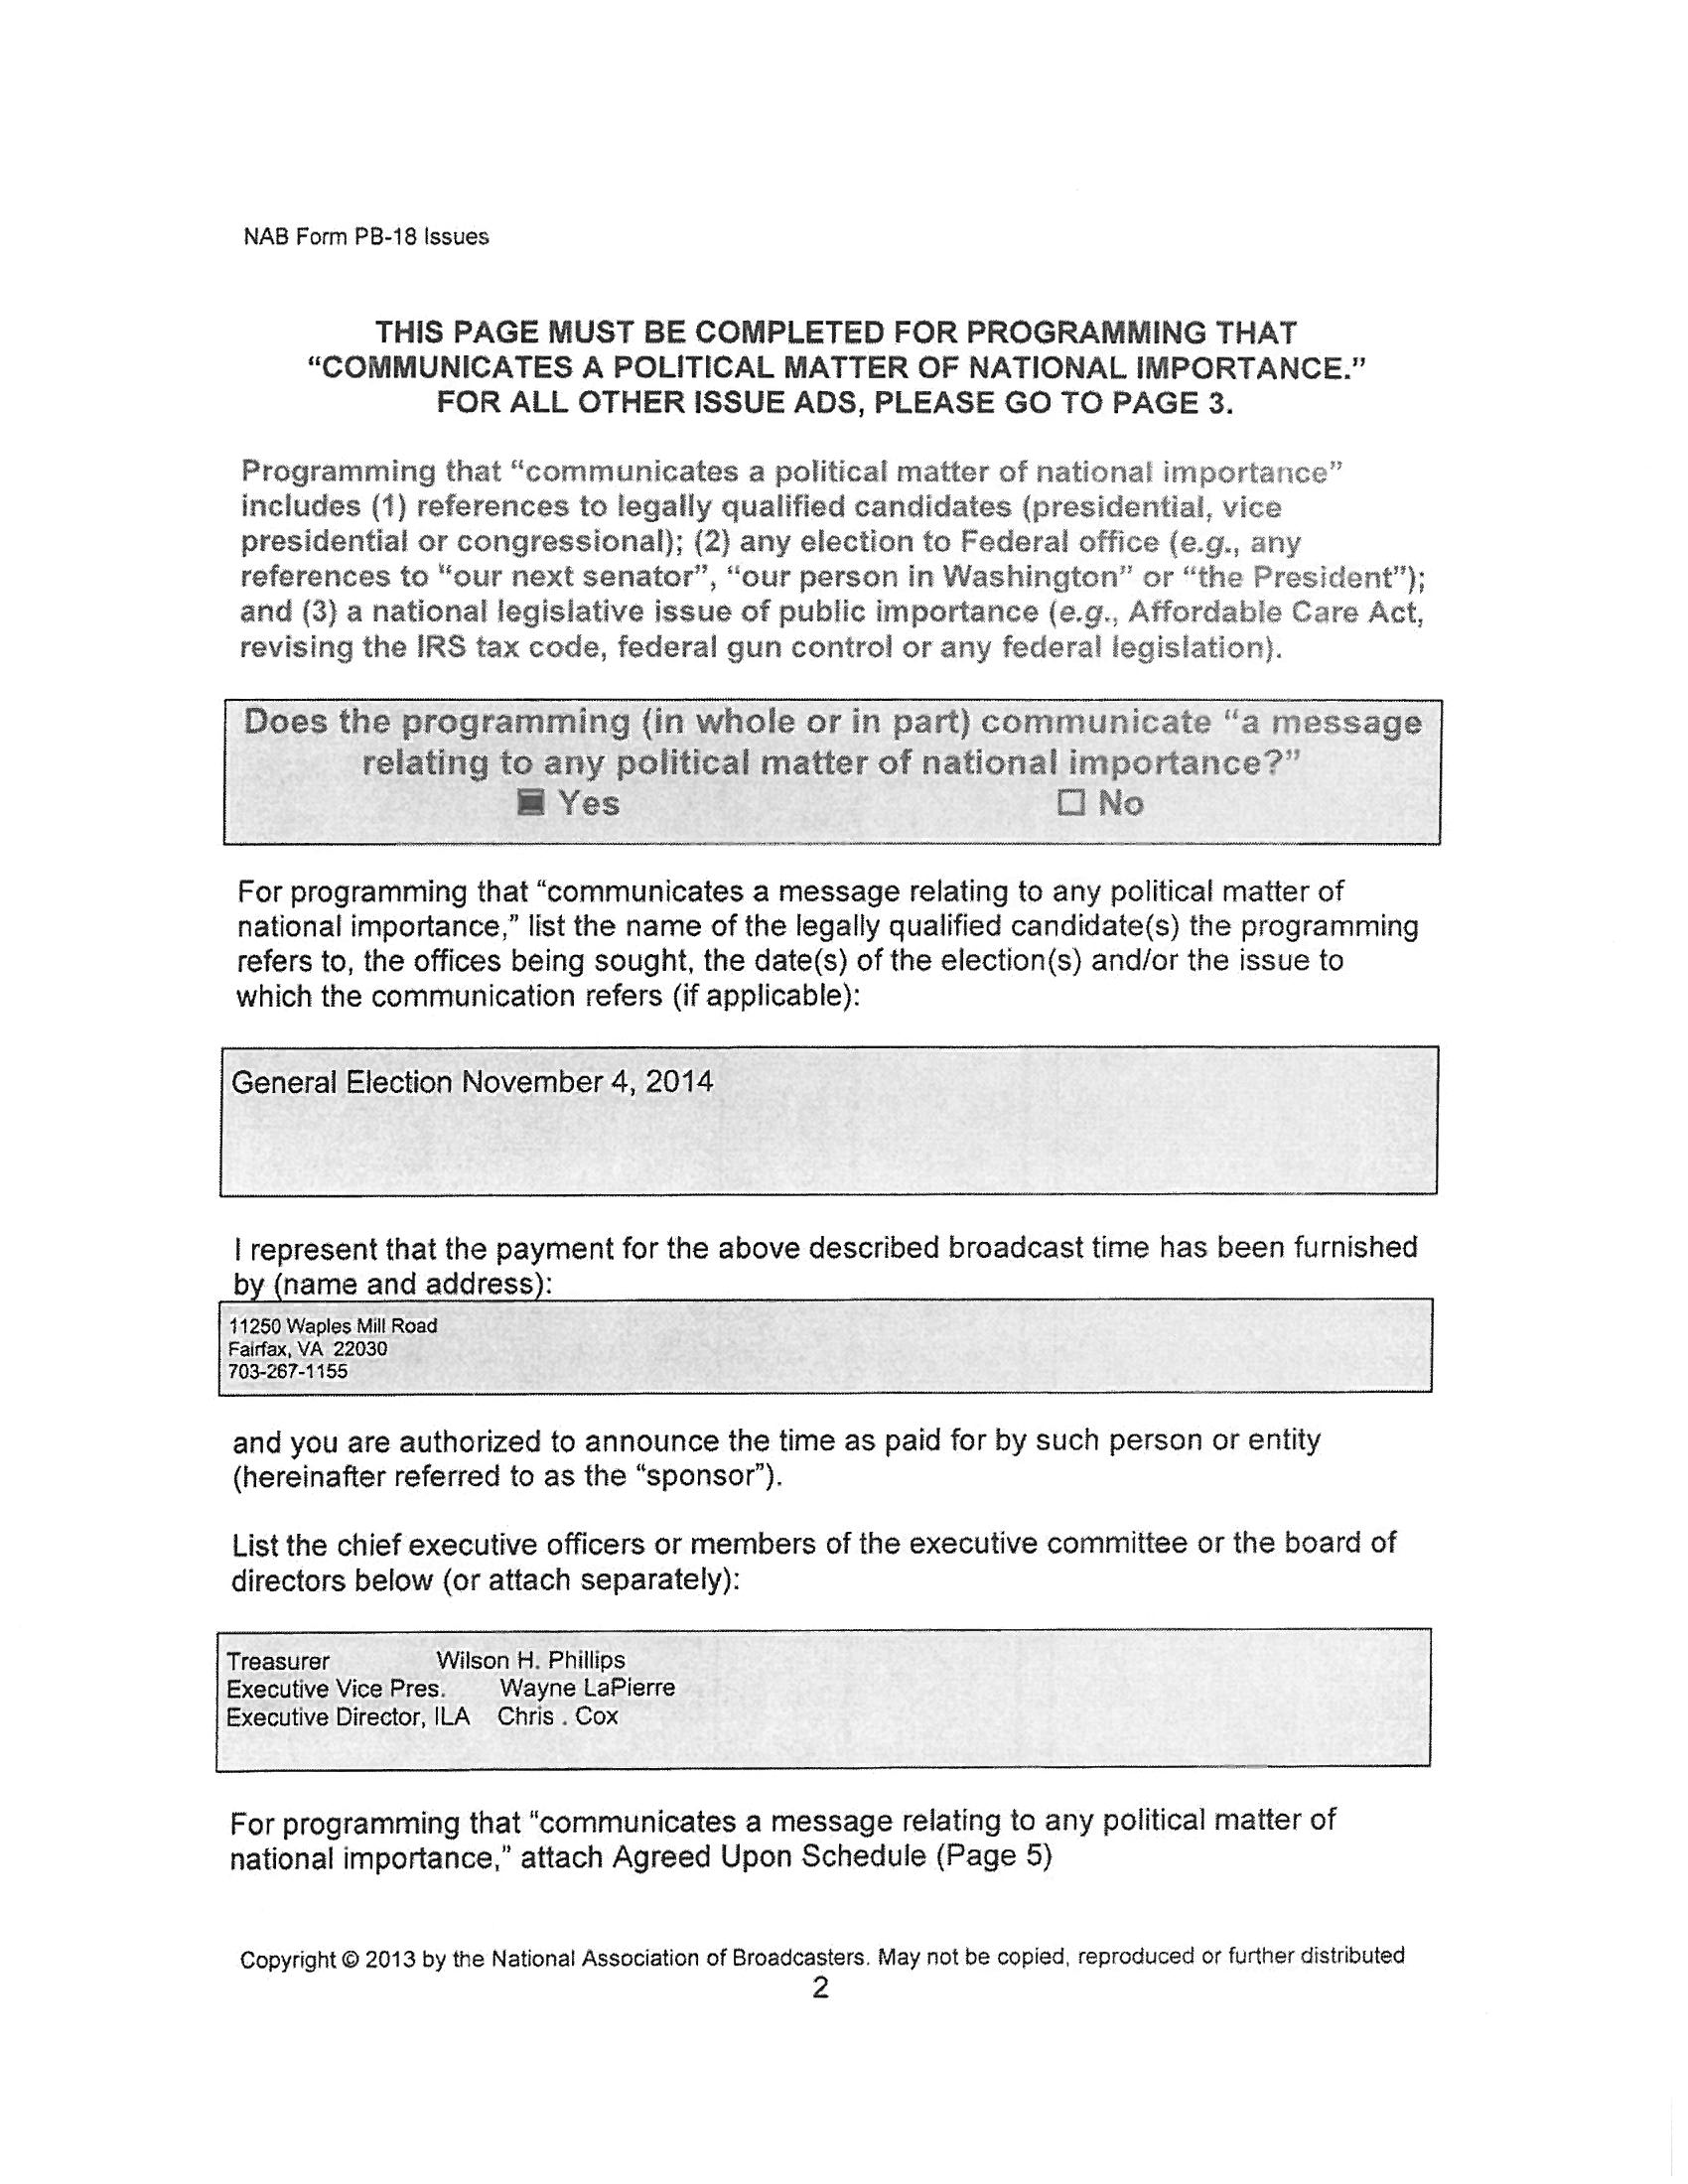 NAB Form PB-18 Issues
THIS PAGE MUST BE COMPLETED FOR PROGRAMMING THAT
“COMMUNICATES A POLITICAL MATTER OF NATIONAL IMPORTANCE.”
FOR ALL OTHER ISSUE ADS, PLEASE GO TO PAGE 3.
Programming that “communicates a political matter of national importance”
includes (1) references to legally qualified candidates (presidential, vice
presidential or congressional); (2) any election to Federal office (e.g., any
references to “our next senator”, “our person in Washington” or “the President”);
and (3) a national legislative issue of public importance (e.g., Affordable Care Act,
revising the IRS tax code, federal gun control or any federal legislation).
Does the programming (in whole or in part) communicate “a message
relating to any political matter of national importance?”
Yes No
For programming that “communicates a message relating to any political matter of
national importance,” list the name of the legally qualified candidate(s) the programming
refers to, the offices being sought, the date(s) of the election(s) and/or the issue to
which the communication refers (if applicable):
General Election November 4, 2014
I represent that the payment for the above described broadcast time has been furnished
by (name and address):
11250 Waples Mill Road
Fairfax, VA 22030
703-267-1155
and you are authorized to announce the time as paid for by such person or entity
(hereinafter referred to as the “sponsor”).
List the chief executive officers or members of the executive committee or the board of
directors below (or attach separately):
Treasurer Wilson H. Phillips
Executive Vice Pres. Wayne LaPierre
Executive Director, ILA Chris . Cox
For programming that “communicates a message relating to any political matter of
national importance,” attach Agreed Upon Schedule (Page 5)
Copyright © 2013 by the National Association of Broadcasters. May not be copied, reproduced or further distributed
2